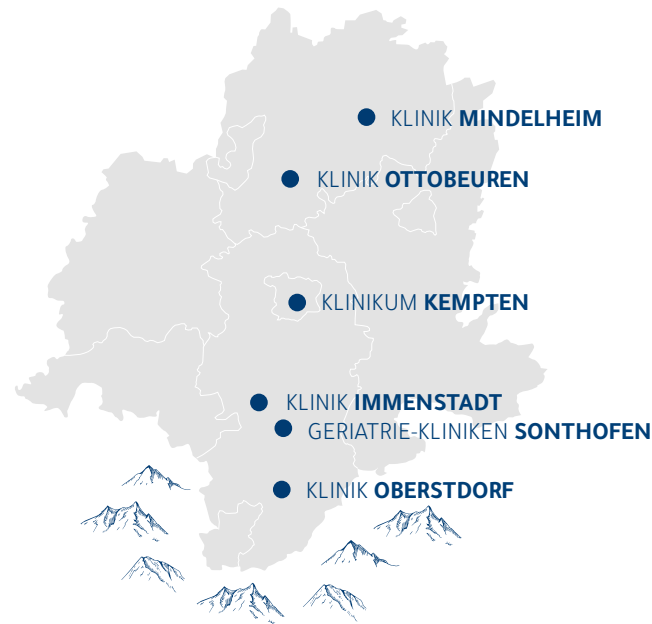 KLINIK MINDELHEIM
KLINIK OTTOBEUREN
KLINIKUM KEMPTEN
KLINIK IMMENSTADT
GERIATRIE-KLINIKEN SONTHOFEN
KLINIK OBERSTDORF